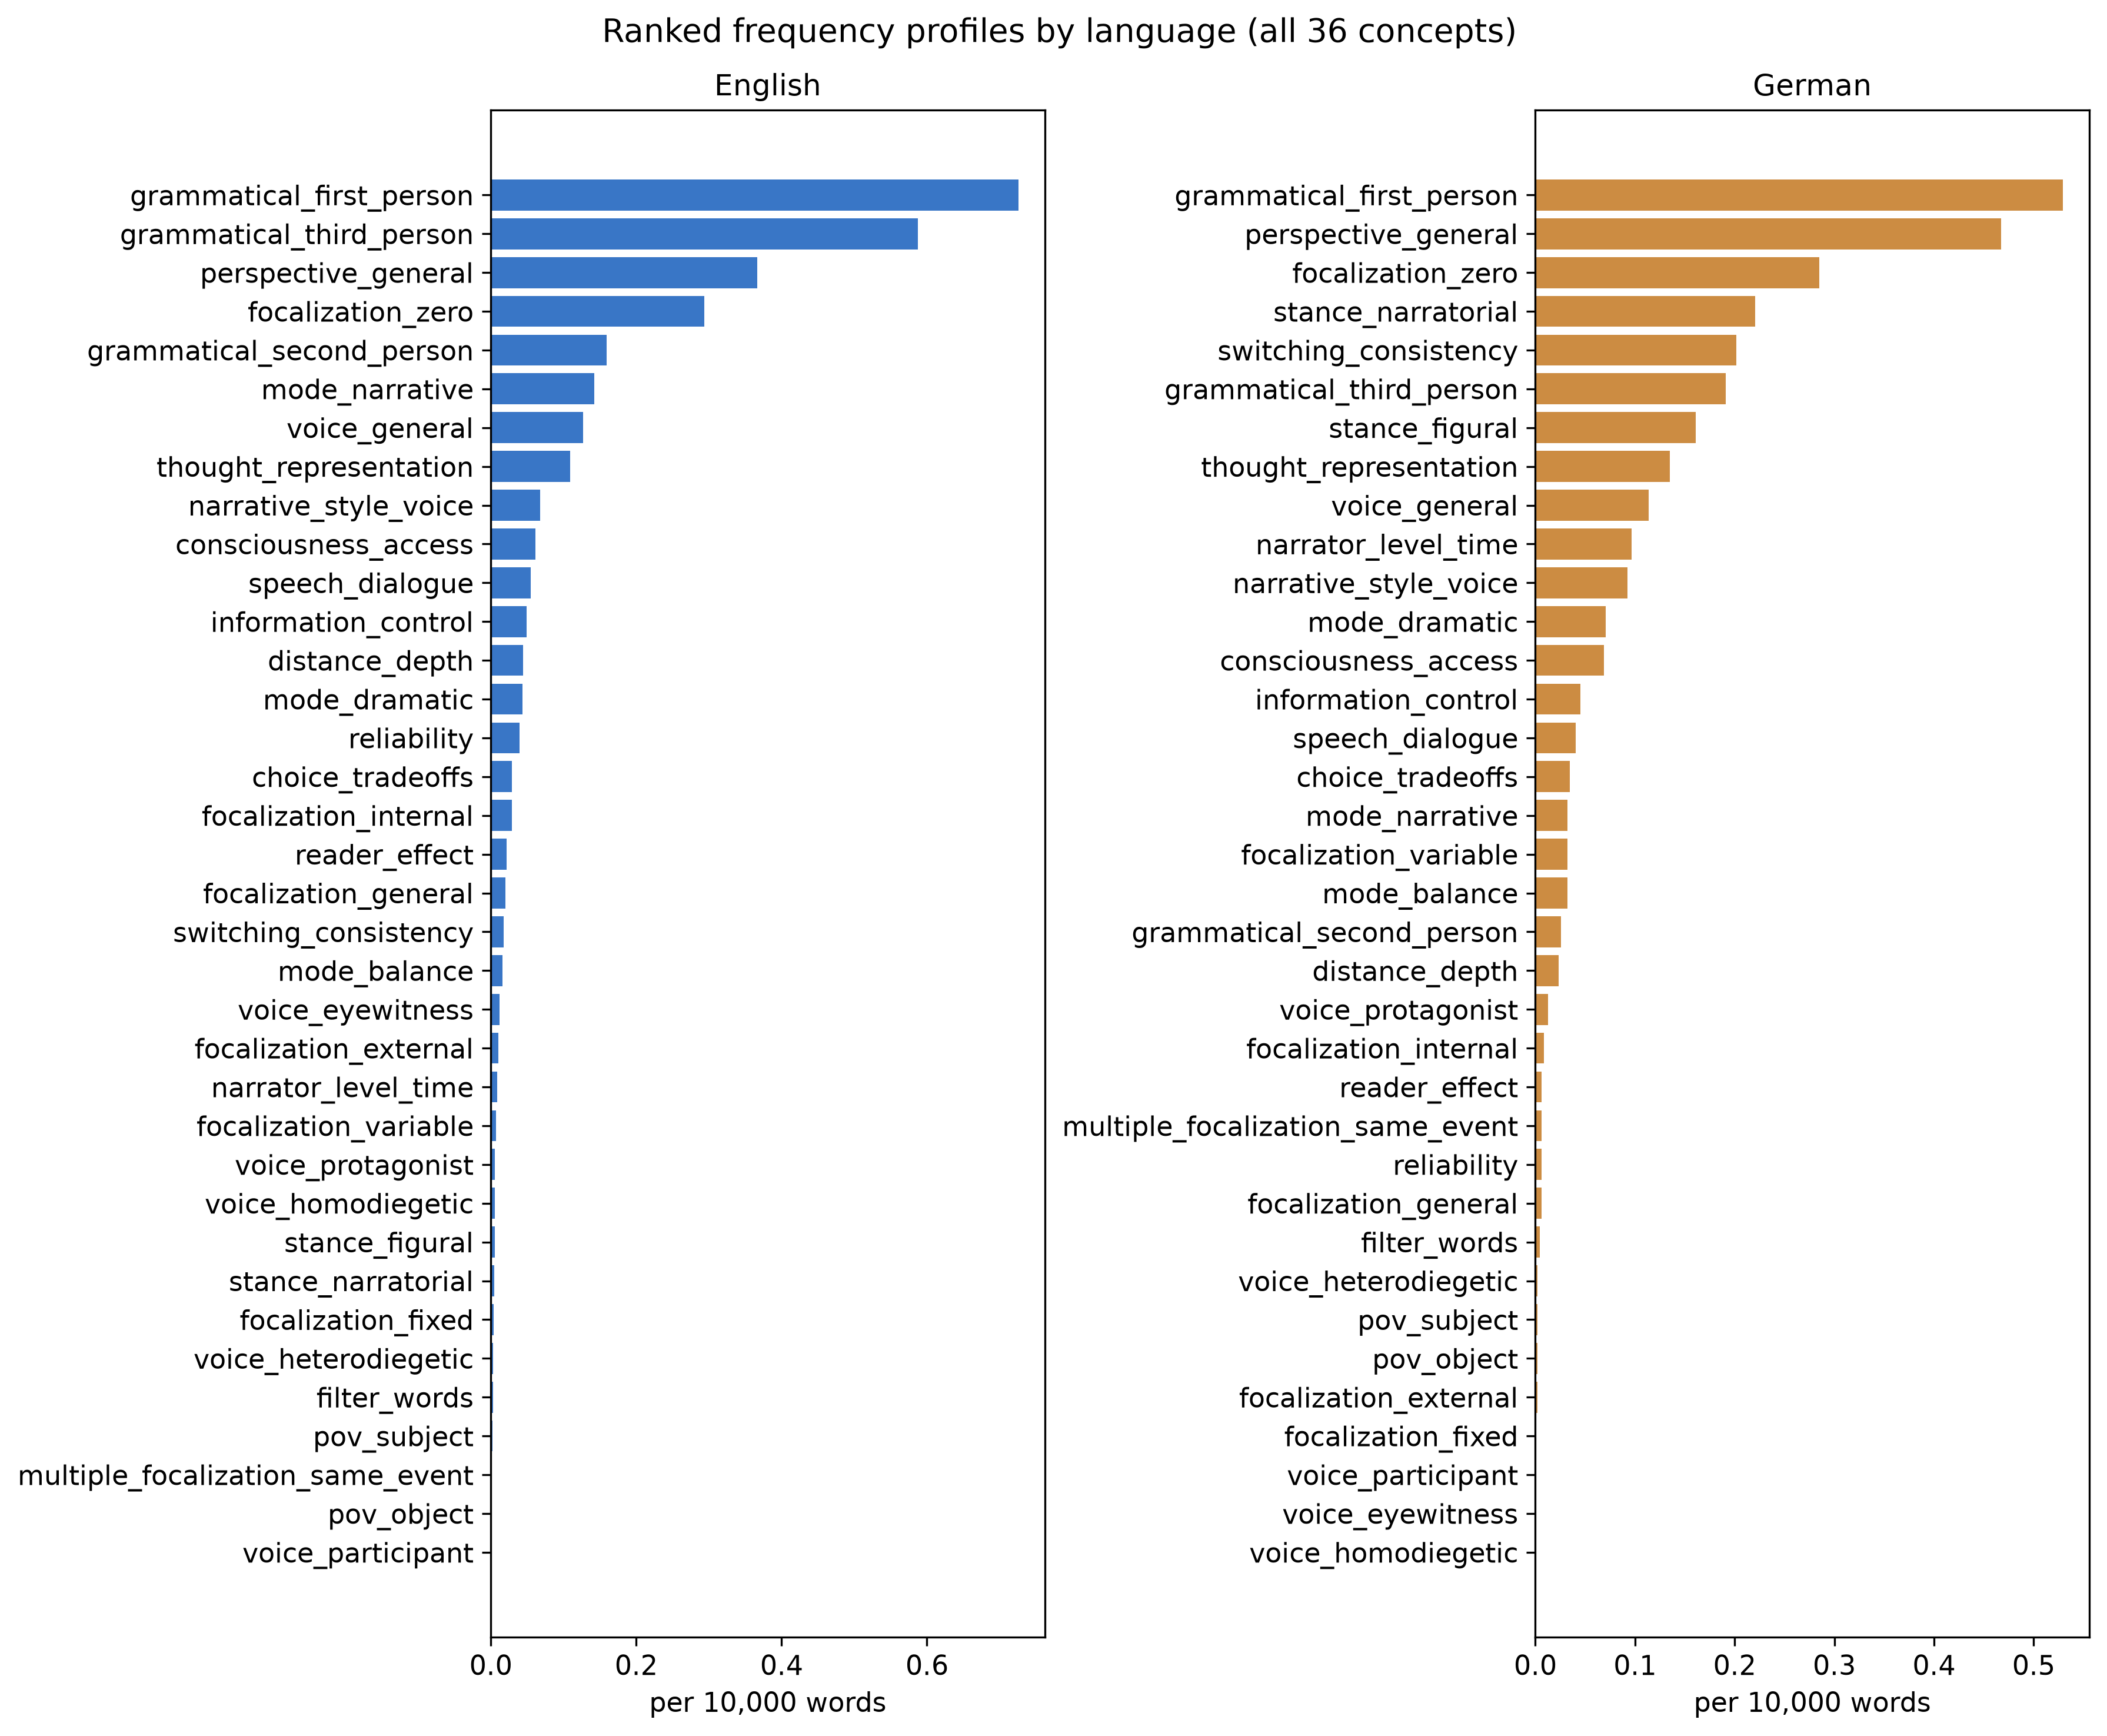 Ranked frequency profiles by language (all 36 concepts)
English
grammatical_first_person
grammatical_third_person
perspective_general
focalization_zero
grammatical_second_person
mode_narrative
voice_general
thought_representation
narrative_style_voice
consciousness_access
speech_dialogue
information_control
distance_depth
mode_dramatic
reliability
choice_tradeoffs
focalization_internal
reader_effect
focalization_general
switching_consistency
mode_balance
voice_eyewitness
focalization_external
narrator_level_time
focalization_variable
voice_protagonist
voice_homodiegetic
stance_figural
stance_narratorial
focalization_fixed
voice_heterodiegetic
filter_words
pov_subject
multiple_focalization_same_event
pov_object
voice_participant
0.0 0.2 0.4 0.6
per 10,000 words
German
grammatical_first_person
perspective_general
focalization_zero
stance_narratorial
switching_consistency
grammatical_third_person
stance_figural
thought_representation
voice_general
narrator_level_time
narrative_style_voice
mode_dramatic
consciousness_access
information_control
speech_dialogue
choice_tradeoffs
mode_narrative
focalization_variable
mode_balance
grammatical_second_person
distance_depth
voice_protagonist
focalization_internal
reader_effect
multiple_focalization_same_event
reliability
focalization_general
filter_words
voice_heterodiegetic
pov_subject
pov_object
focalization_external
focalization_fixed
voice_participant
voice_eyewitness
voice_homodiegetic
0.0 0.1 0.2 0.3 0.4 0.5
per 10,000 words